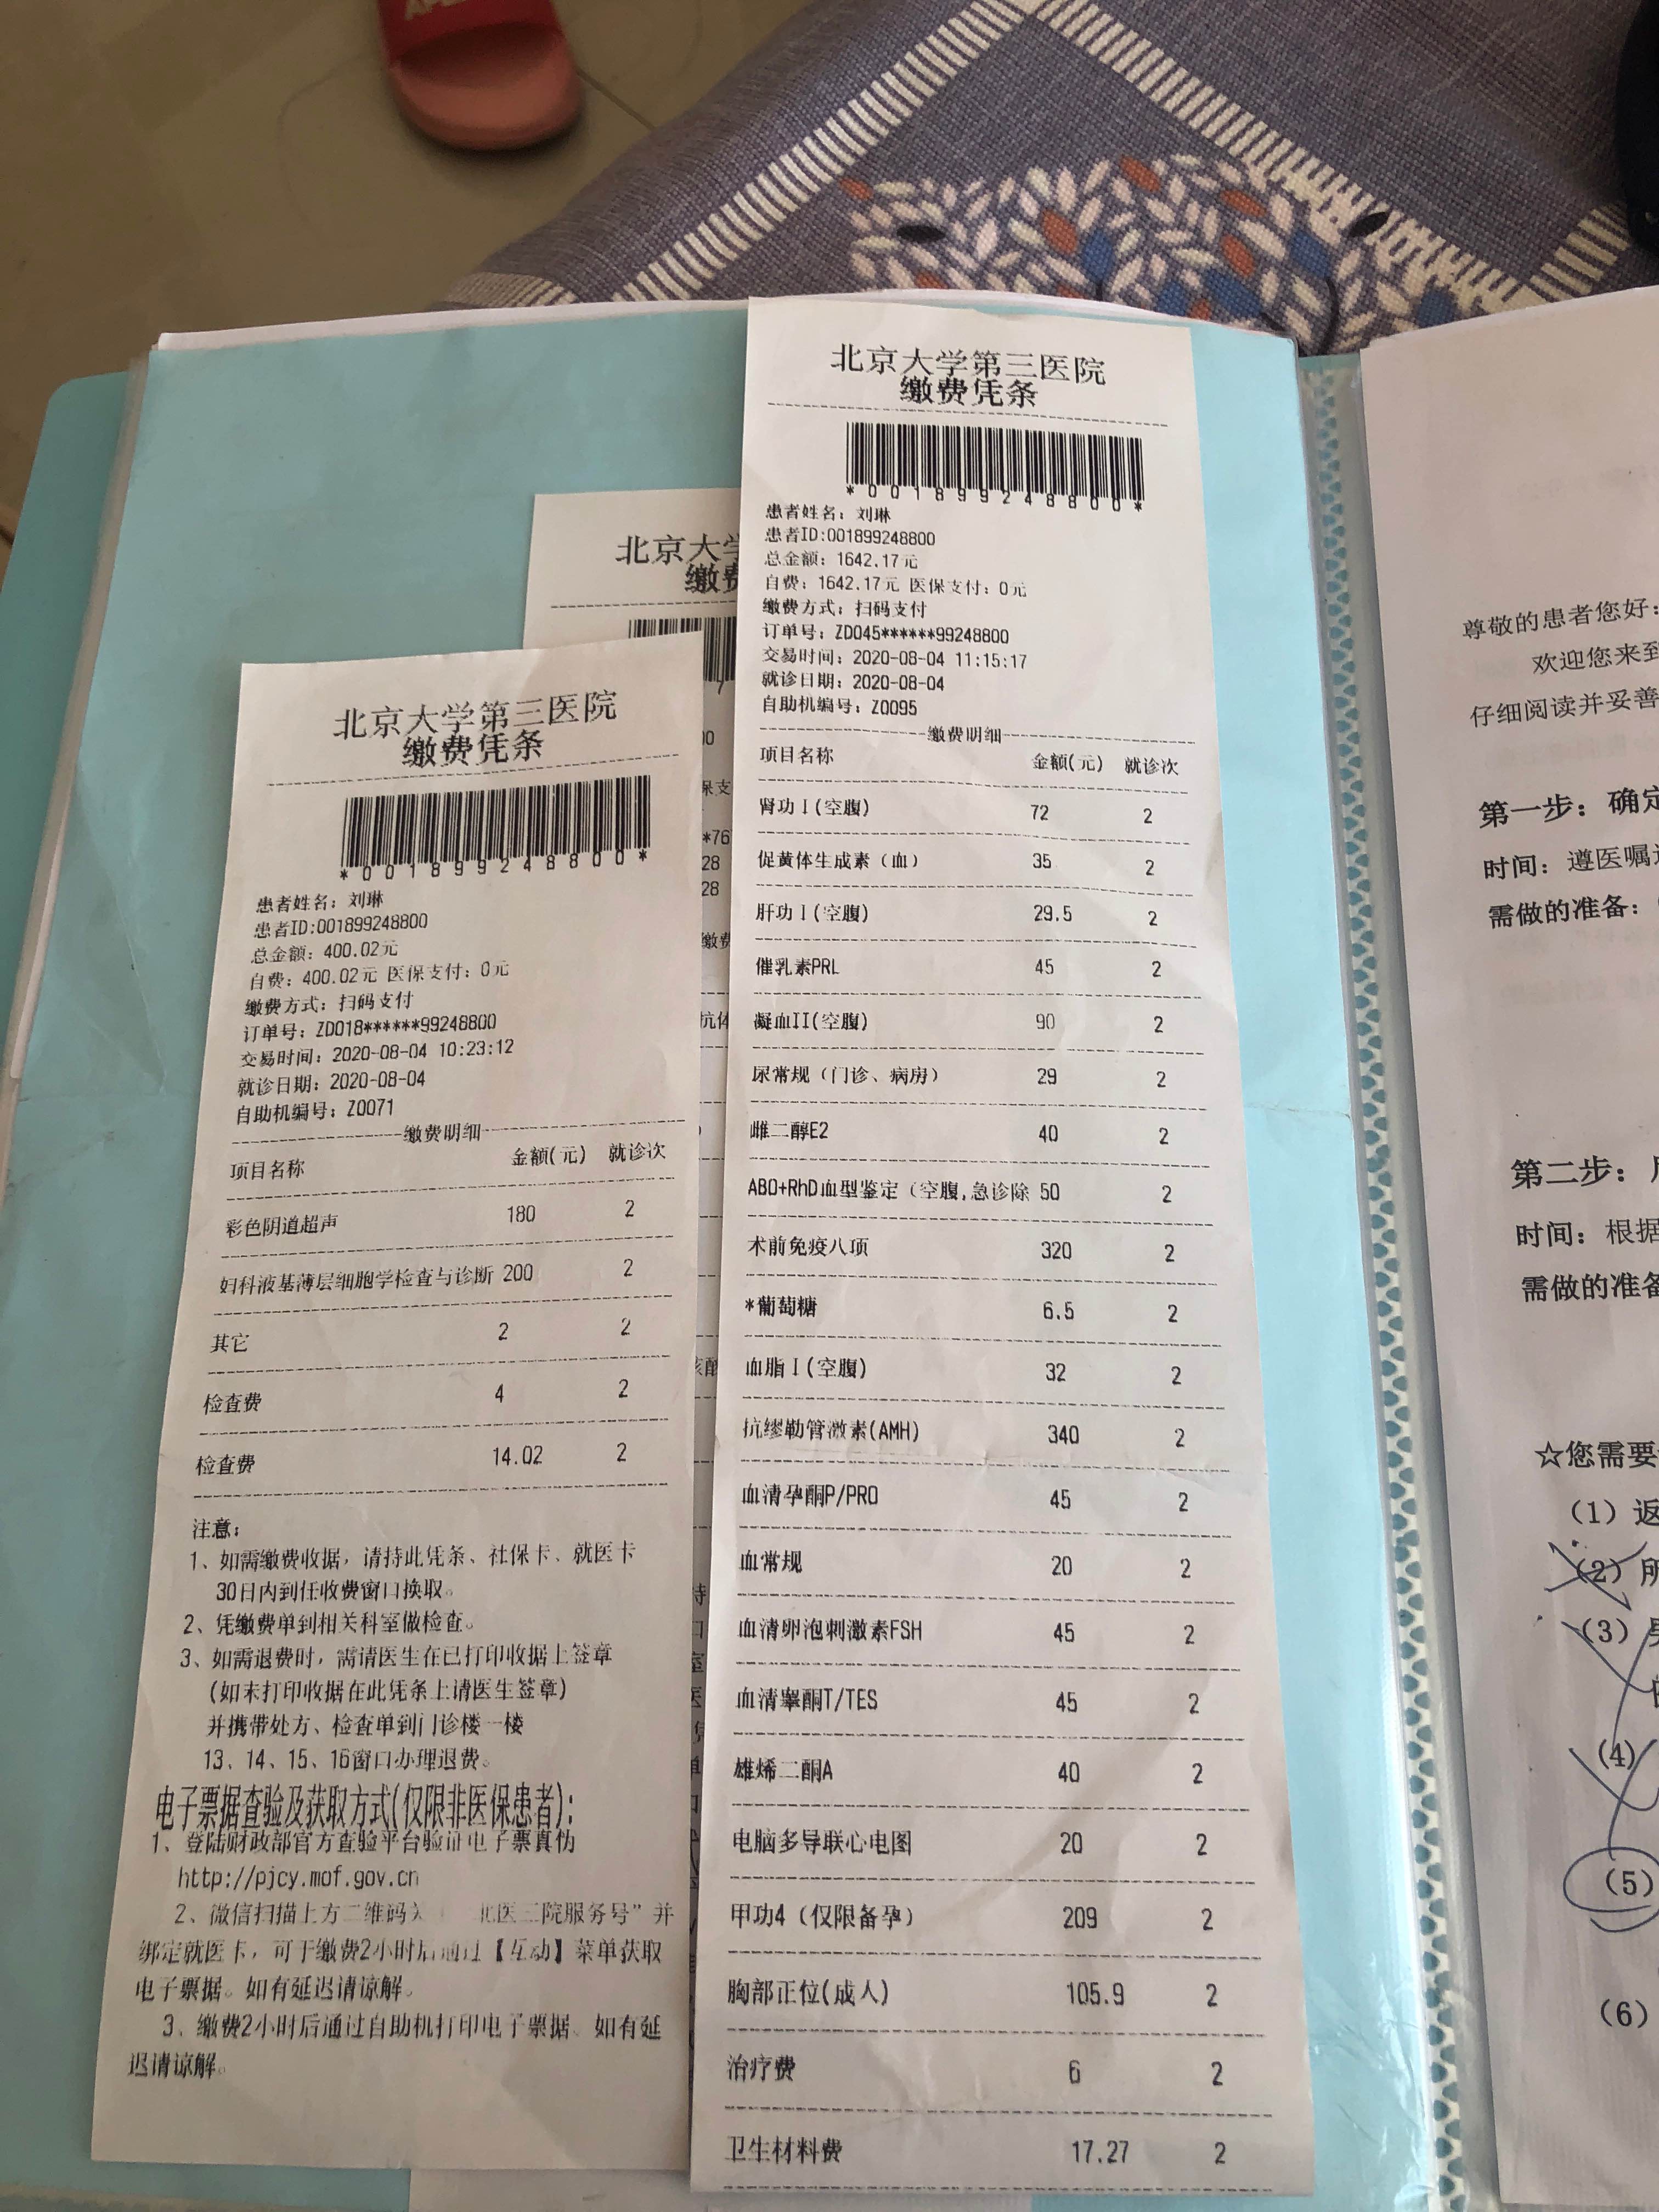 北京大学第三医院
缴费凭条
*001899248800*
患者姓名：刘琳
患者ID:001899248800
总金额：400.02元
自费：400.02元 医保支付：0元
缴费方式：扫码支付
订单号：ZD018******99248800
交易时间：2020-08-04 10:23:12
就诊日期：2020-08-04
自助机编号：Z0071
缴费明细
项目名称 金额(元) 就诊次
彩色阴道超声 180 2
妇科液基薄层细胞学检查与诊断 200 2
其它 2 2
检查费 4 2
检查费 14.02 2
注意：
1、如需缴费收据，请持此凭条、社保卡、就医卡
30日内到任收费窗口换取。
2、凭缴费单到相关科室做检查。
3、如需退费时，需请医生在已打印收据上签章
(如未打印收据在此凭条上请医生签章)
并携带处方、检查单到门诊楼一楼
13、14、15、16窗口办理退费。
电子票据查验及获取方式(仅限非医保患者)：
1、登陆财政部官方查验平台验证电子票真伪
http://pjcy.mof.gov.cn
2、微信扫描上方二维码关 北医三院服务号"并
绑定就医卡，可于缴费2小时后通过【互动】菜单获取
电子票据。如有延迟请谅解。
3、缴费2小时后通过自助机打印电子票据、如有延
迟请谅解。
北京大学
缴费
7
00
保支
*76
28
28
缴费
抗体
北京大学第三医院
缴费凭条
*001899248800*
患者姓名：刘琳
患者ID:001899248800
总金额：1642.17元
自费：1642.17元 医保支付：0元
缴费方式：扫码支付
订单号：ZD045******99248800
交易时间：2020-08-04 11:15:17
就诊日期：2020-08-04
自助机编号：Z0095
缴费明细
项目名称 金额(元) 就诊次
肾功I(空腹) 72 2
促黄体生成素（血） 35 2
肝功I(空腹) 29.5 2
催乳素PRL 45 2
凝血II(空腹) 90 2
尿常规（门诊、病房） 29 2
雌二醇E2 40 2
ABO+RhD血型鉴定（空腹,急诊除 50 2
术前免疫八项 320 2
*葡萄糖 6.5 2
血脂I(空腹) 32 2
抗缪勒管激素(AMH) 340 2
血清孕酮P/PRO 45 2
血常规 20 2
血清卵泡刺激素FSH 45 2
血清睾酮T/TES 45 2
雄烯二酮A 40 2
电脑多导联心电图 20 2
甲功4（仅限备孕） 209 2
胸部正位(成人) 105.9 2
治疗费 6 2
卫生材料费 17.27 2
尊敬的患者您好：
欢迎您来到
仔细阅读并妥善
第一步：确定
时间：遵医嘱
需做的准备：
第二步：
时间：根据
需做的准备
☆您需要
(1) 返
(2) 所
(3)
(4)
(5)
(6)